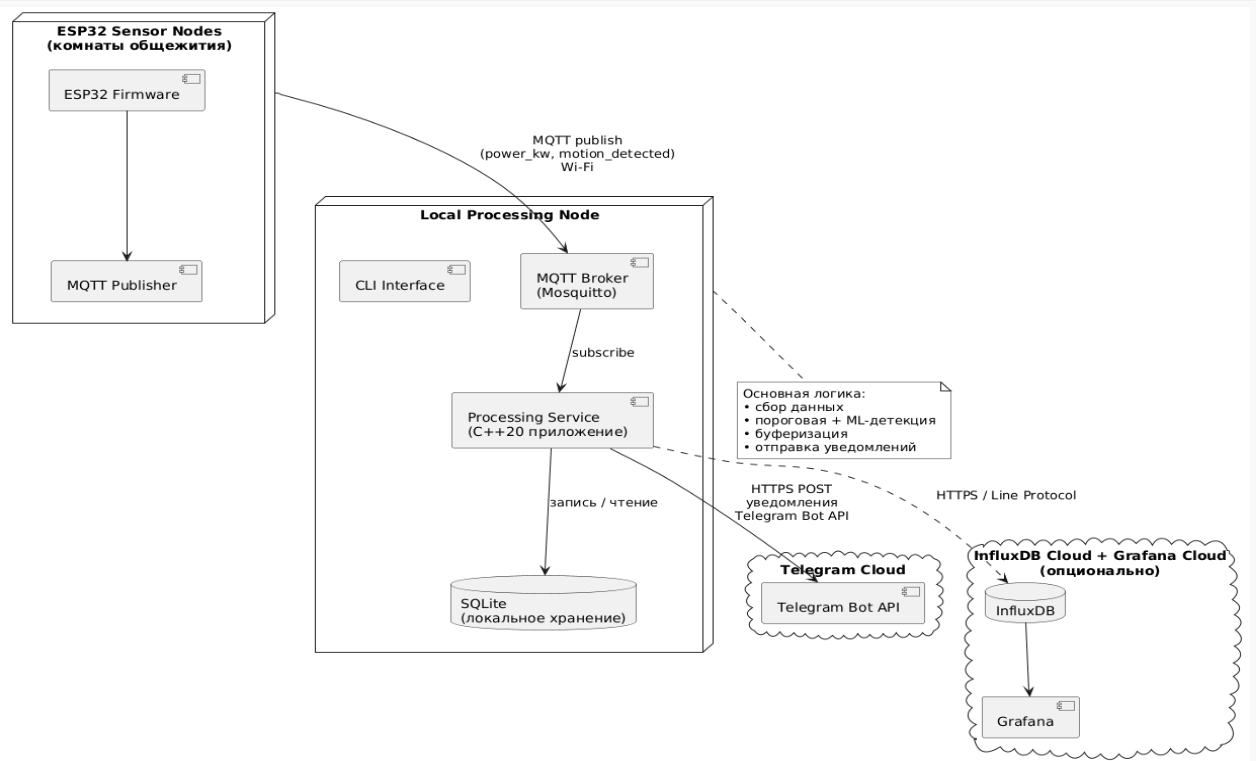 ESP32 Sensor Nodes
(комнаты общежития)
ESP32 Firmware
MQTT Publisher
MQTT publish
(power_kw, motion_detected)
Wi-Fi
Local Processing Node
CLI Interface
MQTT Broker
(Mosquitto)
subscribe
Processing Service
(C++20 приложение)
запись / чтение
SQLite
(локальное хранение)
Основная логика:
• сбор данных
• пороговая + ML-детекция
• буферизация
• отправка уведомлений
HTTPS POST
уведомления
Telegram Bot API
HTTPS / Line Protocol
Telegram Cloud
Telegram Bot API
InfluxDB Cloud + Grafana Cloud
(опционально)
InfluxDB
Grafana